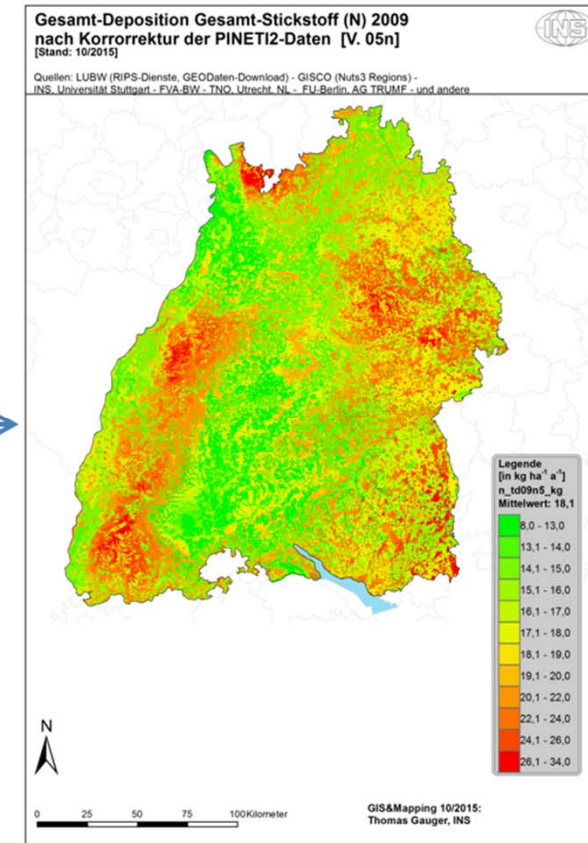 Gesamt-Deposition Gesamt-Stickstoff (N) 2009
nach Korrorrektur der PINETI2-Daten [V. 05n]
[Stand: 10/2015]
INS
Quellen: LUBW (RIPS-Dienste, GEODaten-Download) - GISCO (Nuts3 Regions) -
INS, Universität Stuttgart - FVA-BW - TNO, Utrecht, NL - FU-Berlin, AG TRUMF - und andere
Legende
[in kg ha⁻¹ a⁻¹]
n_td09n5_kg
Mittelwert: 18,1
8,0 - 13,0
13,1 - 14,0
14,1 - 15,0
15,1 - 16,0
16,1 - 17,0
17,1 - 18,0
18,1 - 19,0
19,1 - 20,0
20,1 - 22,0
22,1 - 24,0
24,1 - 26,0
26,1 - 34,0
N
0 25 50 75 100 Kilometer
GIS&Mapping 10/2015:
Thomas Gauger, INS